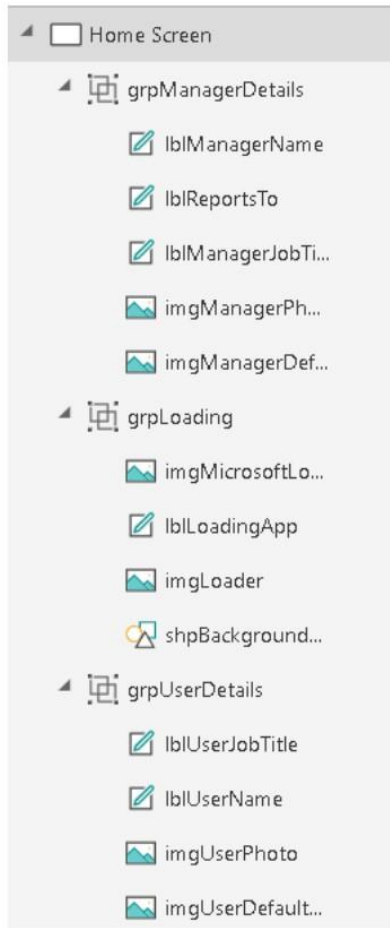 Home Screen
grpManagerDetails
lblManagerName
lblReportsTo
lblManagerJobTi...
imgManagerPh...
imgManagerDef...
grpLoading
imgMicrosoftLo...
lblLoadingApp
imgLoader
shpBackground...
grpUserDetails
lblUserJobTitle
lblUserName
imgUserPhoto
imgUserDefault...